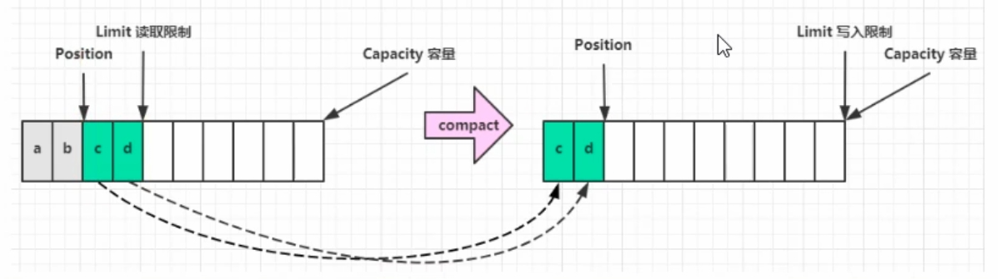 Limit 读取限制
Position
Capacity 容量
a b c d
compact
Position
Limit 写入限制
Capacity 容量
c d